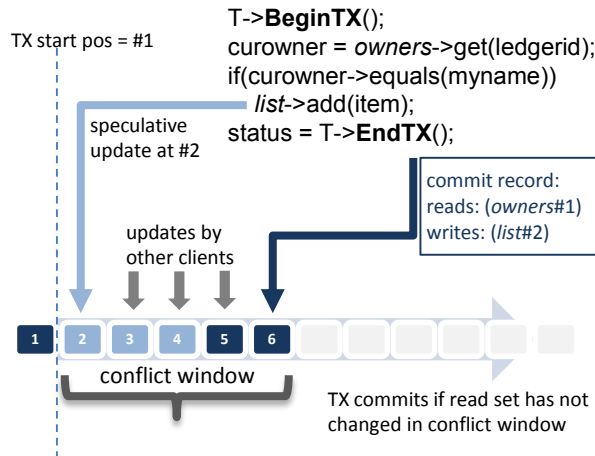 T->BeginTX();
TX start pos = #1
curowner = owners->get(ledgerid);
if(curowner->equals(myname))
list->add(item);
status = T->EndTX();
speculative
update at #2
commit record:
reads: (owners#1)
writes: (list#2)
updates by
other clients
1 2 3 4 5 6
conflict window
TX commits if read set has not
changed in conflict window